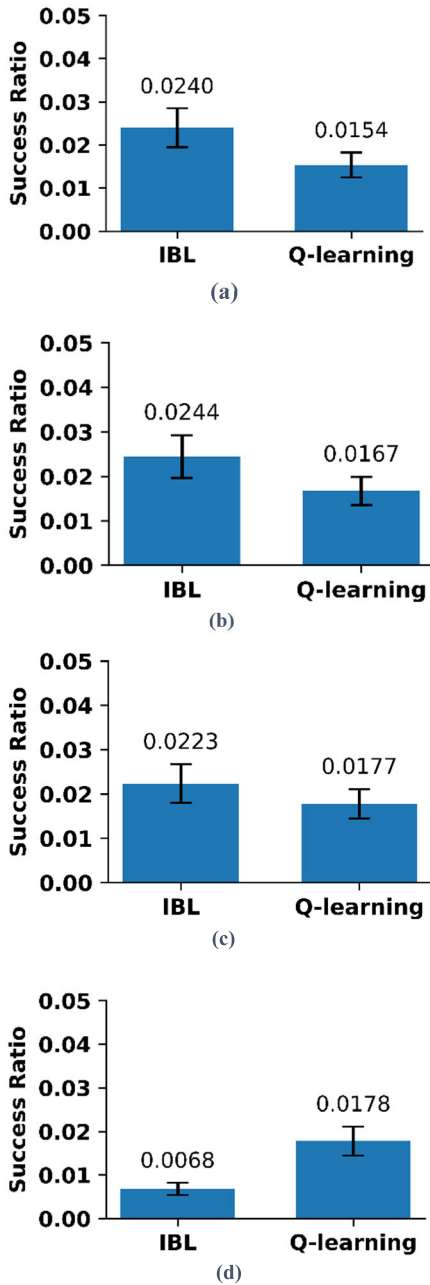 0.05
0.04
0.03
0.02
0.01
0.00
Success Ratio
0.0240
0.0154
IBL
Q-learning
(a)
0.05
0.04
0.03
0.02
0.01
0.00
Success Ratio
0.0244
0.0167
IBL
Q-learning
(b)
0.05
0.04
0.03
0.02
0.01
0.00
Success Ratio
0.0223
0.0177
IBL
Q-learning
(c)
0.05
0.04
0.03
0.02
0.01
0.00
Success Ratio
0.0068
0.0178
IBL
Q-learning
(d)